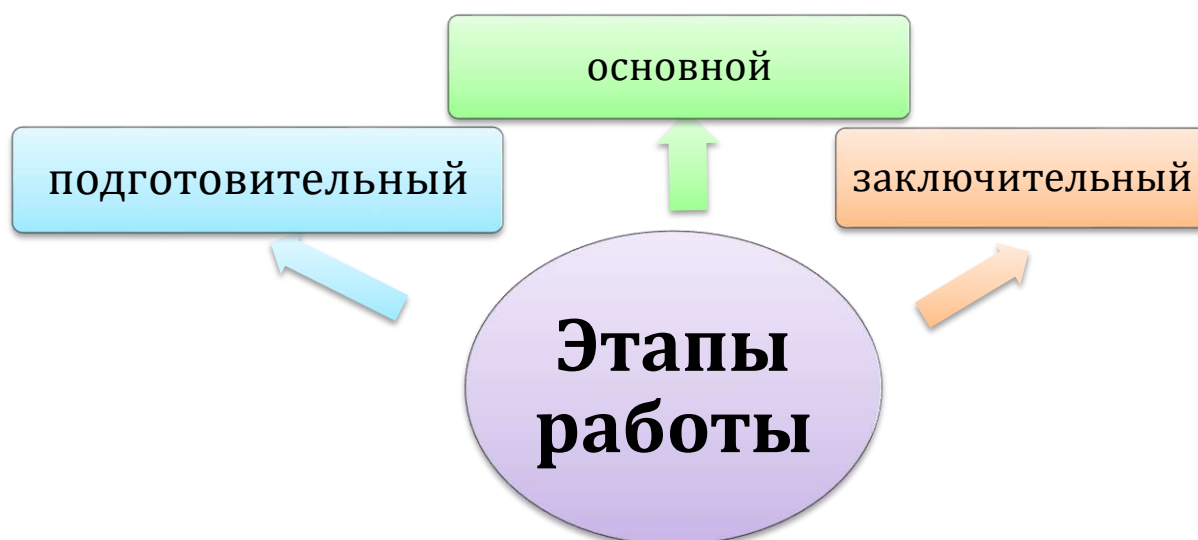 основной
подготовительный
заключительный
Этапы
работы